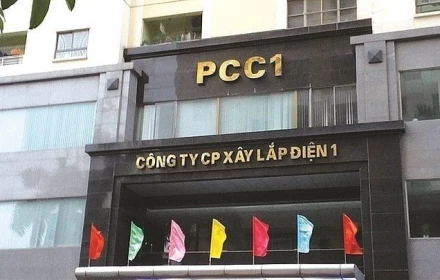 PCC1
CÔNG TY CP XÂY LẮP ĐIỆN 1